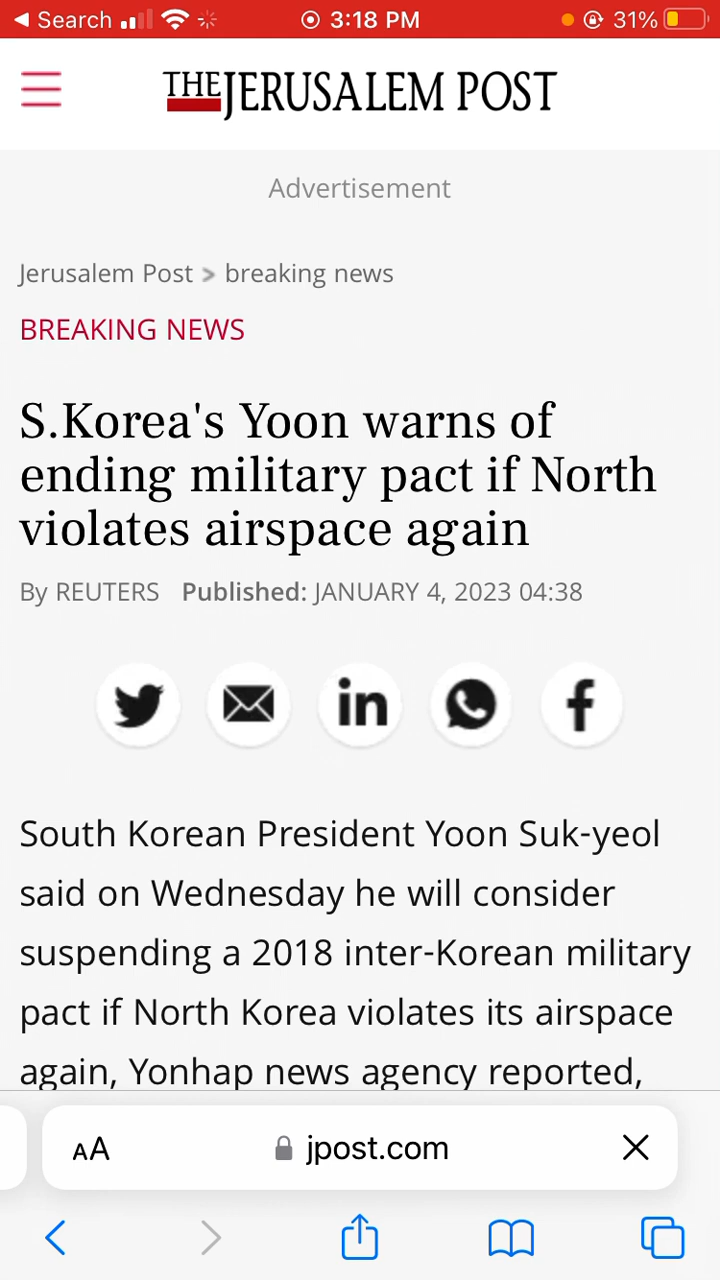 Search 3:18 PM 31%
THE JERUSALEM POST
Advertisement
Jerusalem Post > breaking news
BREAKING NEWS
S.Korea's Yoon warns of
ending military pact if North
violates airspace again
By REUTERS Published: JANUARY 4, 2023 04:38
in f
South Korean President Yoon Suk-yeol
said on Wednesday he will consider
suspending a 2018 inter-Korean military
pact if North Korea violates its airspace
again, Yonhap news agency reported,
AA jpost.com